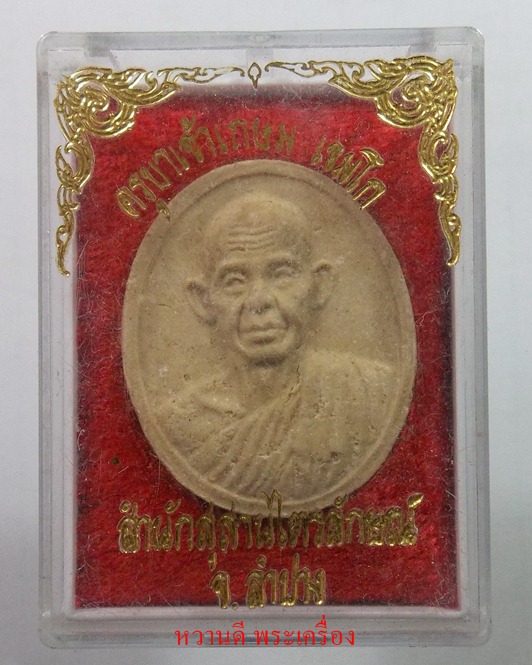 ครูบาเจ้าเกษม เขมโก
สำนักสุสานไตรลักษณ์
จ. ลำปาง
หวานดี พระเครื่อง